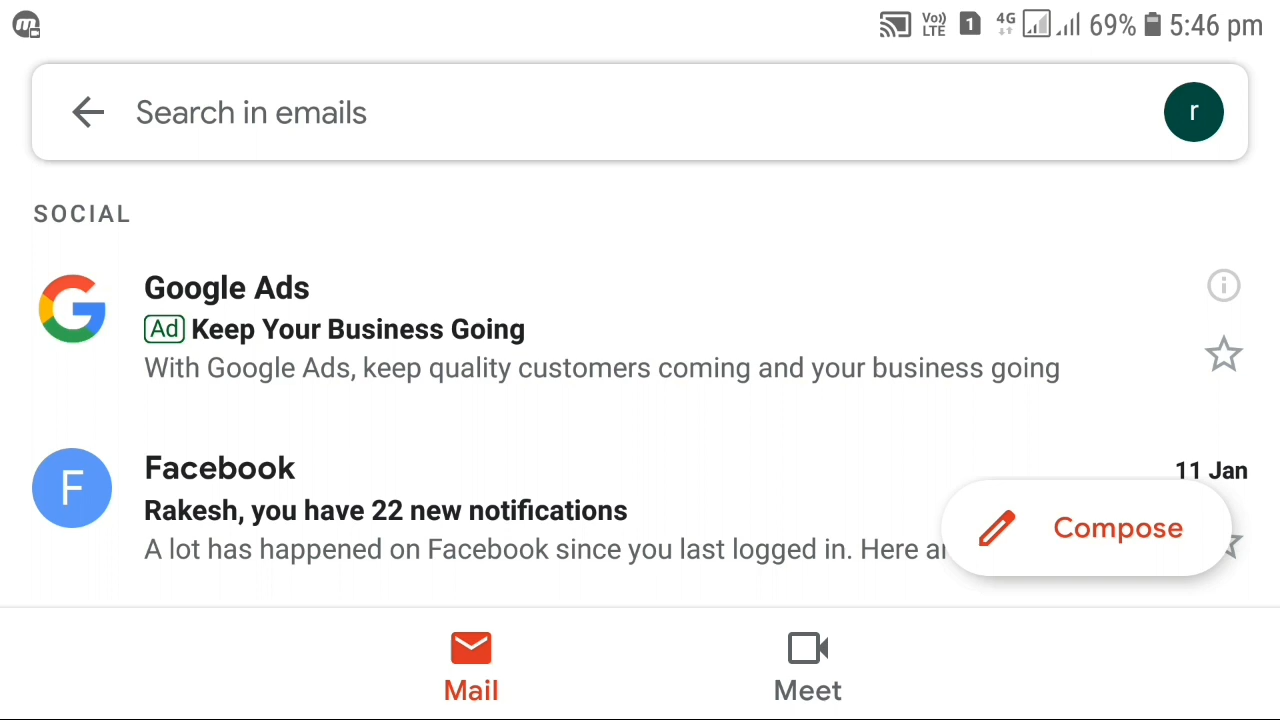 Vo)) LTE 1 4G 69% 5:46 pm
Search in emails
r
SOCIAL
Google Ads
Ad Keep Your Business Going
With Google Ads, keep quality customers coming and your business going
F
Facebook
11 Jan
Rakesh, you have 22 new notifications
A lot has happened on Facebook since you last logged in. Here
Compose
Mail
Meet